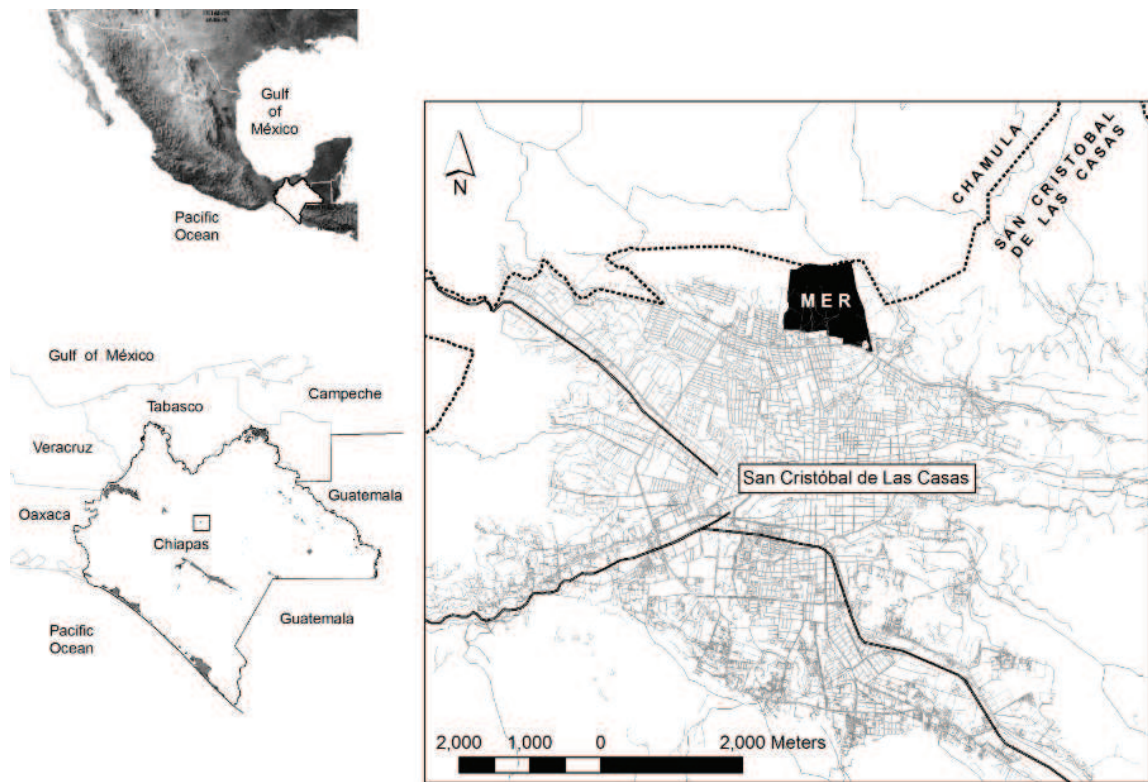 Gulf
of
México
Pacific
Ocean
Gulf of México
Campeche
Tabasco
Veracruz
Guatemala
Oaxaca
Chiapas
Guatemala
Pacific
Ocean
N
CHAMULA
SAN CRISTÓBAL
DE LAS CASAS
MER
San Cristóbal de Las Casas
2,000 1,000 0 2,000 Meters